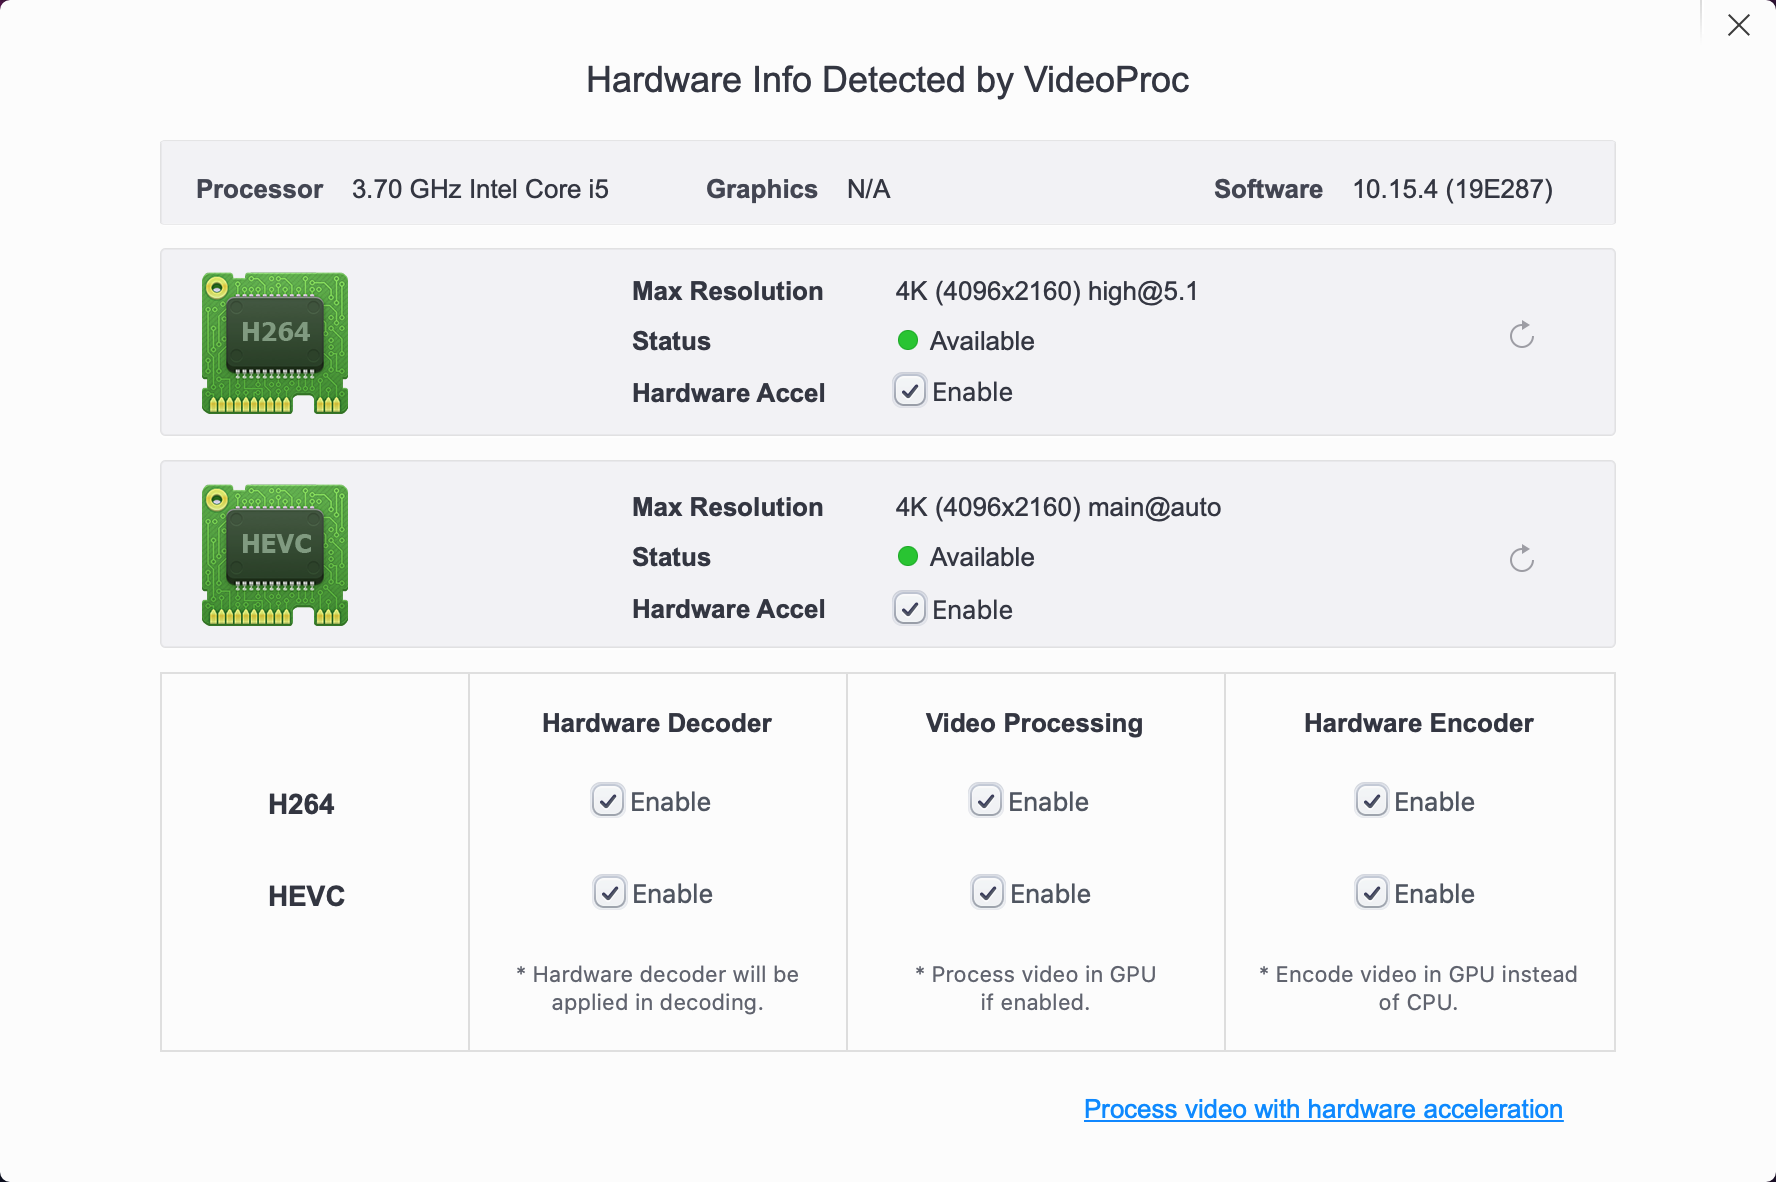 Hardware Info Detected by VideoProc
Processor 3.70 GHz Intel Core i5 Graphics N/A Software 10.15.4 (19E287)
H264
Max Resolution 4K (4096x2160) high@5.1
Status Available
Hardware Accel Enable
HEVC
Max Resolution 4K (4096x2160) main@auto
Status Available
Hardware Accel Enable
Hardware Decoder Video Processing Hardware Encoder
H264 Enable Enable Enable
HEVC Enable Enable Enable
* Hardware decoder will be
applied in decoding.
* Process video in GPU
if enabled.
* Encode video in GPU instead
of CPU.
Process video with hardware acceleration